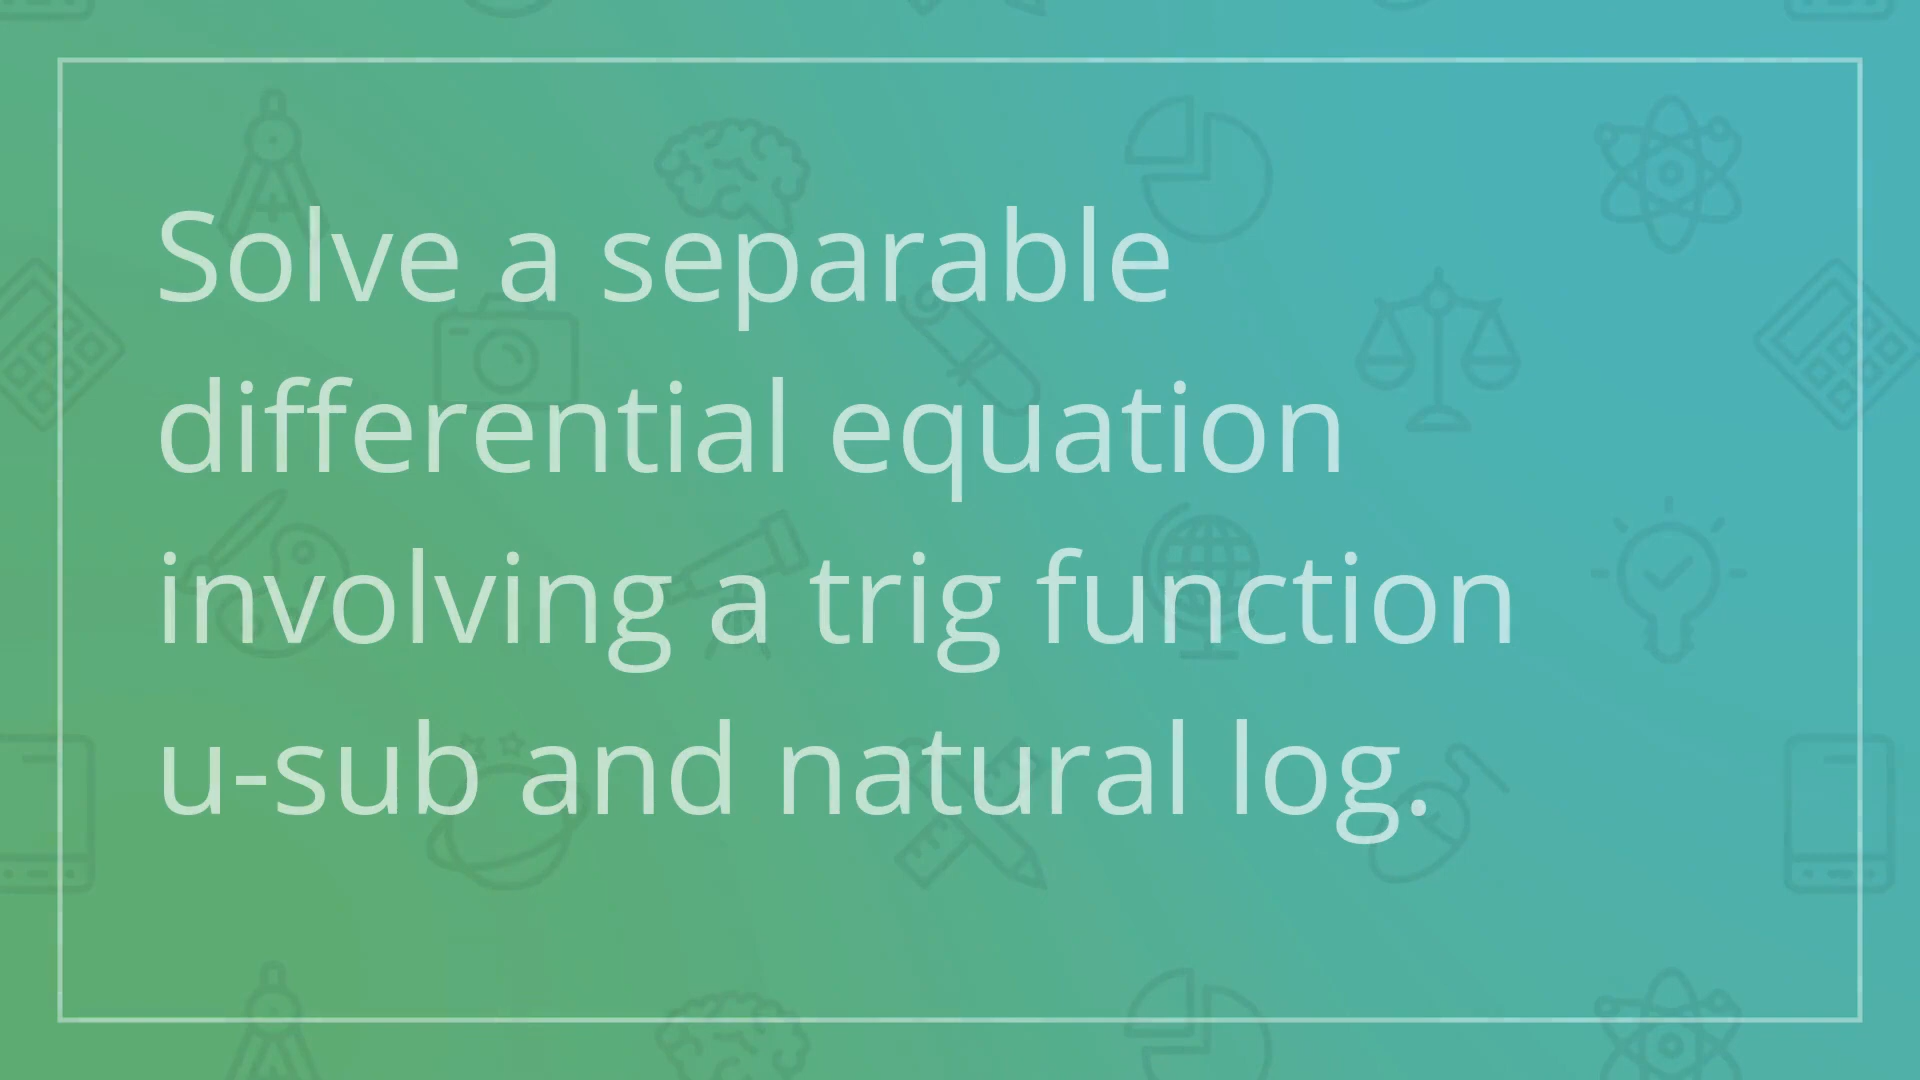 Solve a separable
differential equation
involving a trig function
u-sub and natural log.